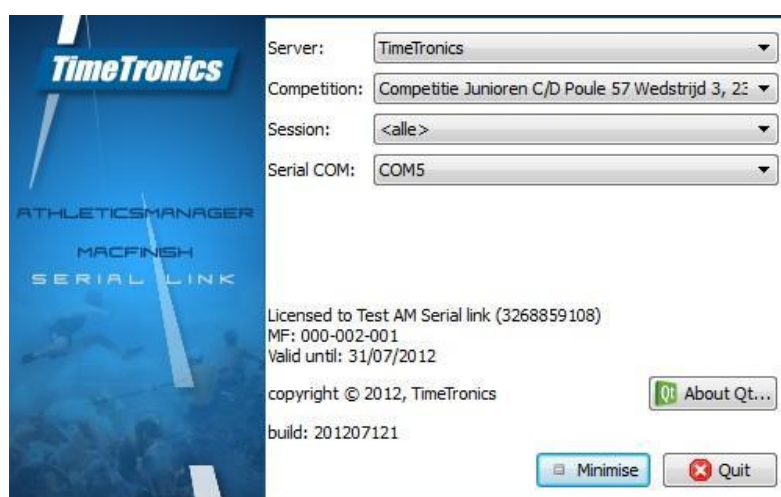 TimeTronics
ATHLETICSMANAGER
MACFINISH
SERIAL LINK
Server: TimeTronics
Competition: Competitie Junioren C/D Poule 57 Wedstrijd 3, 23
Session: <alle>
Serial COM: COM5
Licensed to Test AM Serial link (3268859108)
MF: 000-002-001
Valid until: 31/07/2012
copyright © 2012, TimeTronics
Qt About Qt...
build: 201207121
Minimise
Quit